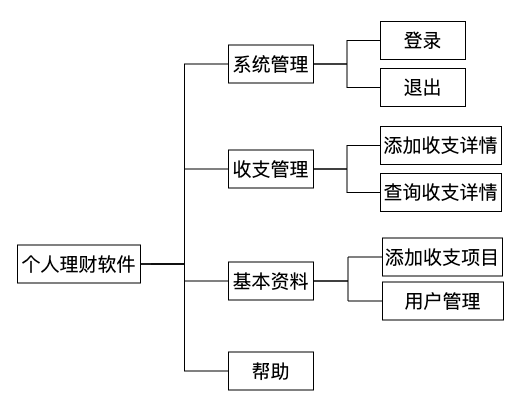 个人理财软件
系统管理
登录
退出
收支管理
添加收支详情
查询收支详情
基本资料
添加收支项目
用户管理
帮助